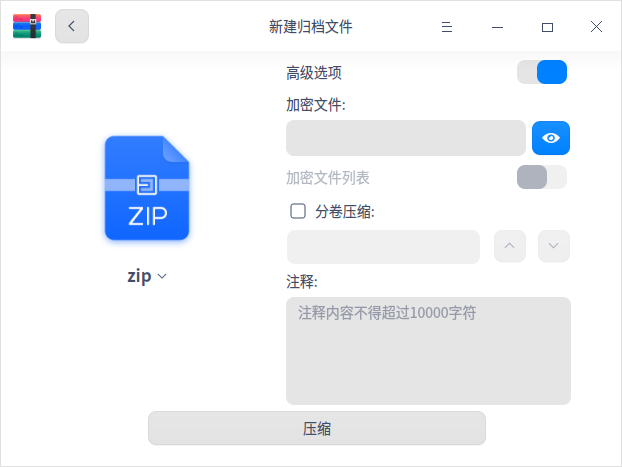 新建归档文件
高级选项
加密文件:
加密文件列表
分卷压缩:
ZIP
zip
注释:
注释内容不得超过10000字符
压缩